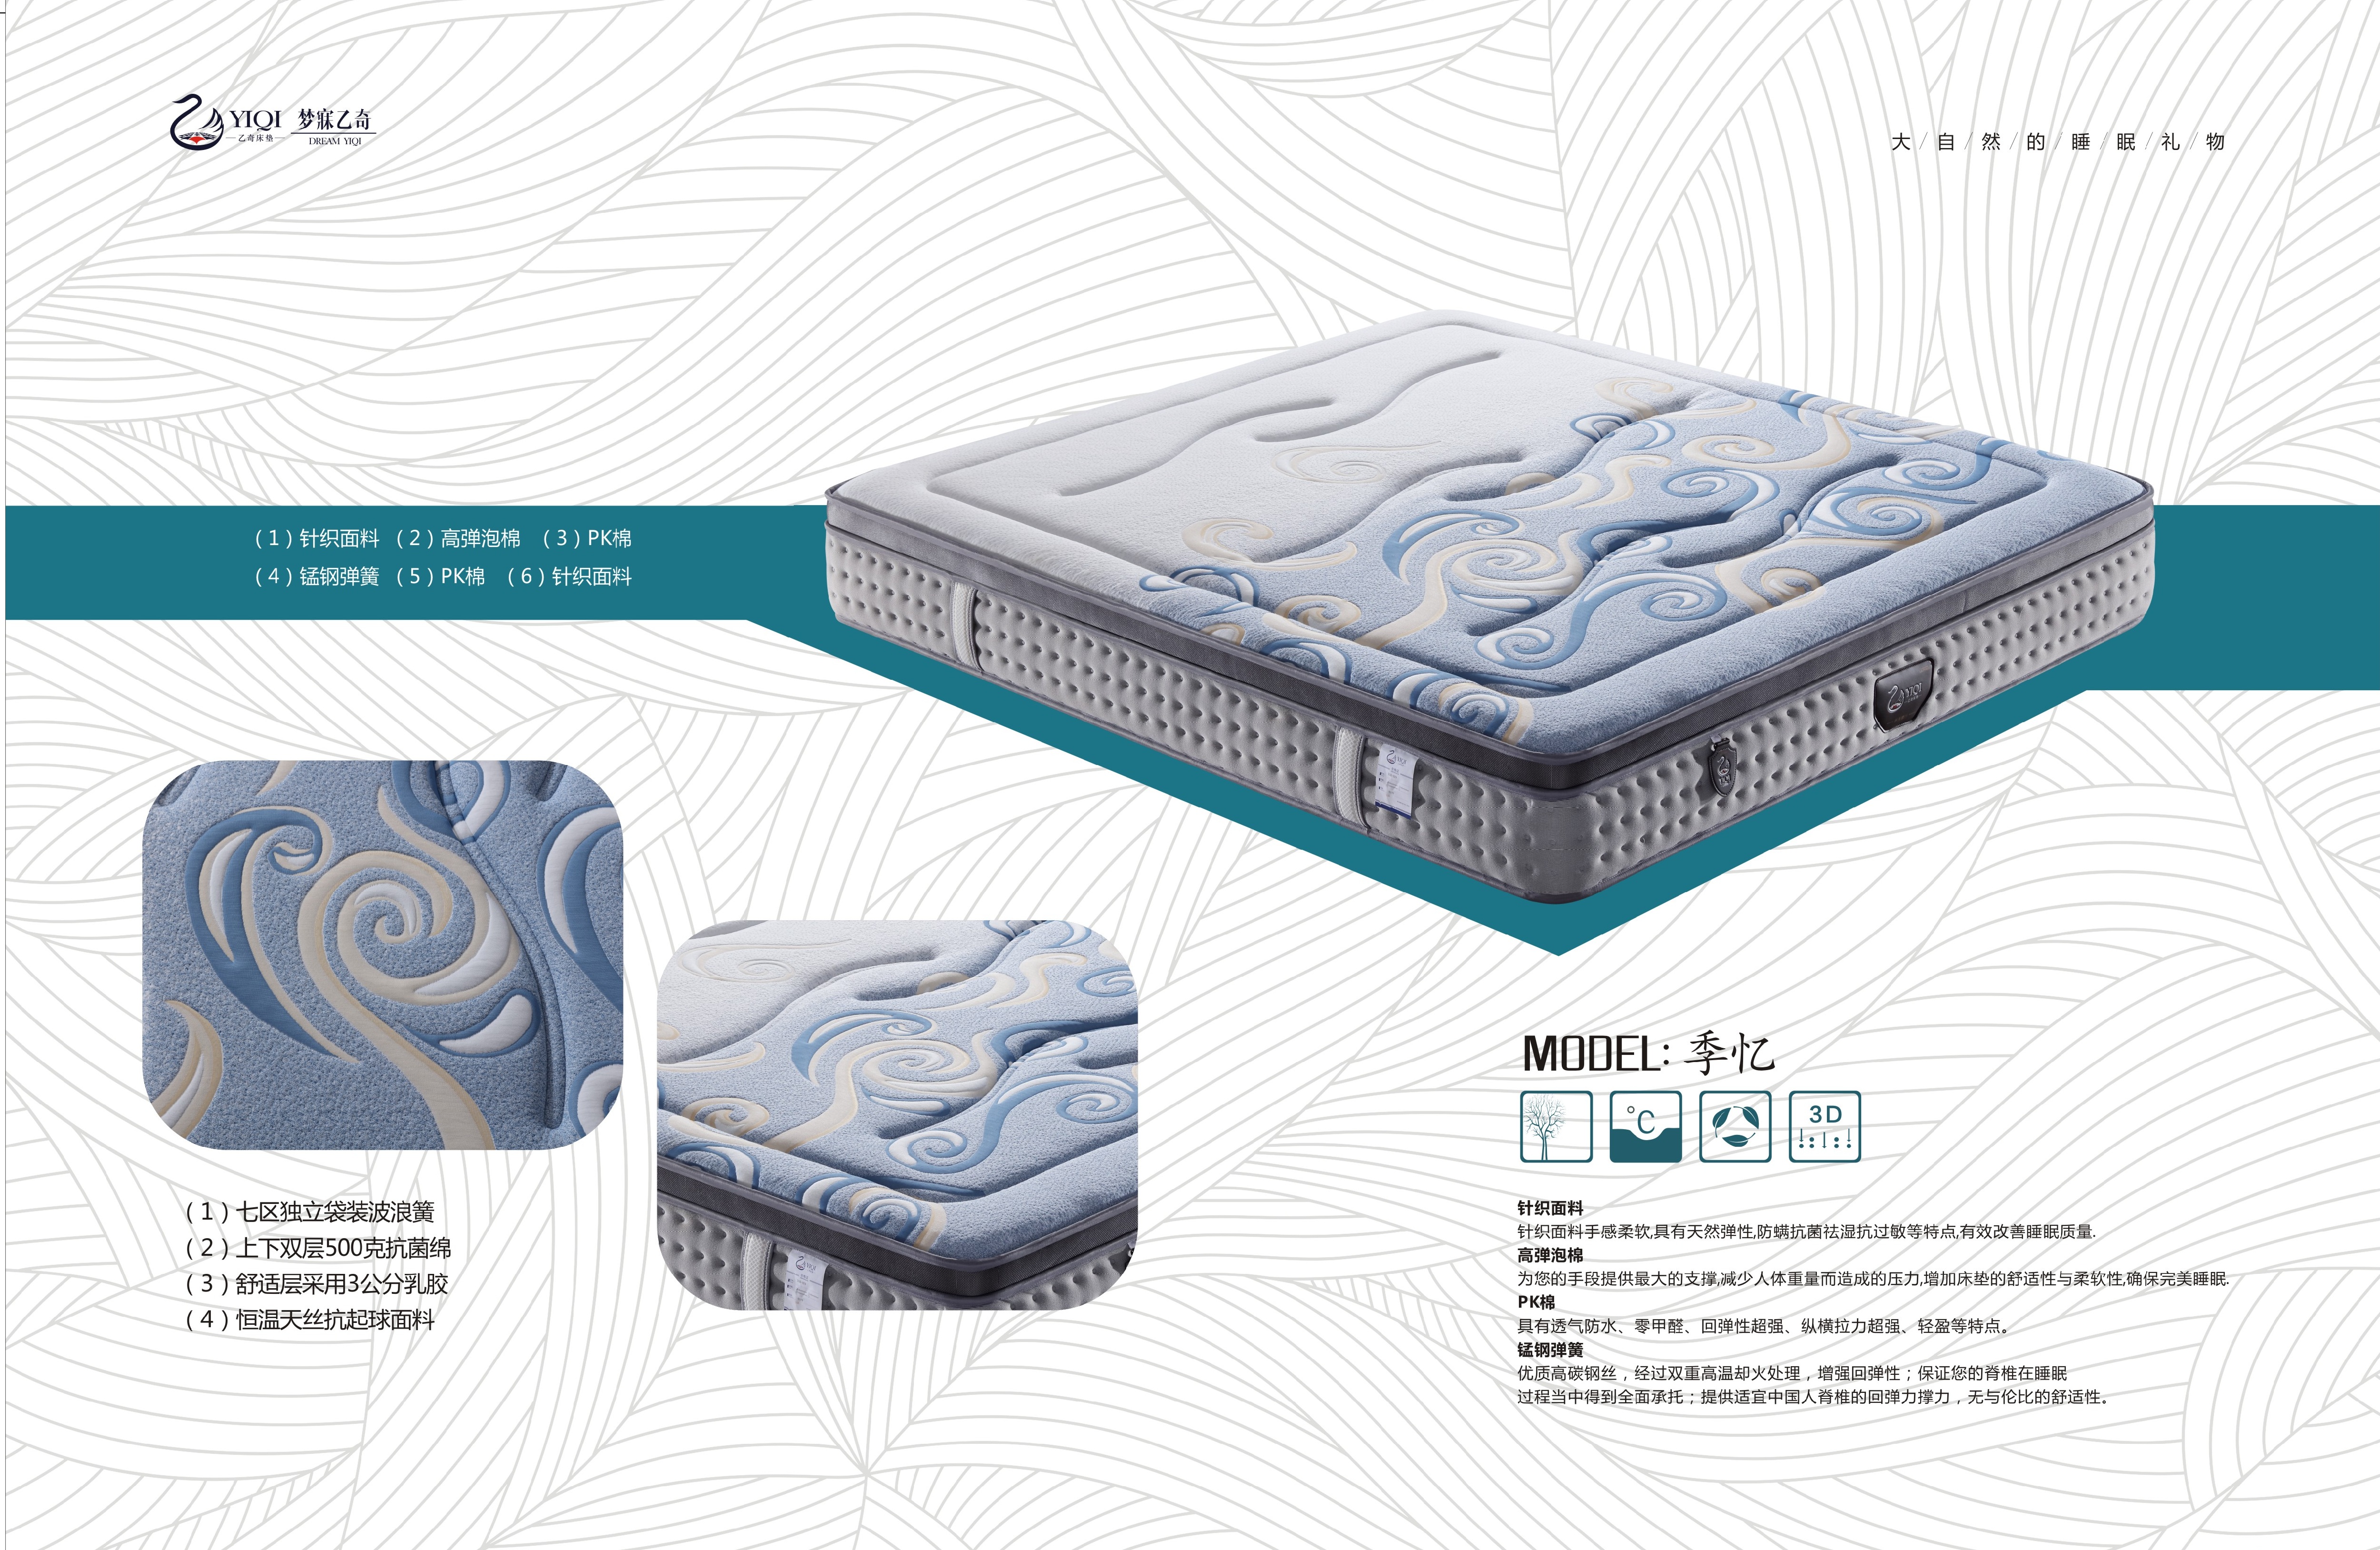 YIQI 梦寐乙奇
乙奇床垫 DREAM YIQI
大/自/然/的/睡/眠/礼/物
（1）针织面料 （2）高弹泡棉 （3）PK棉
（4）锰钢弹簧 （5）PK棉 （6）针织面料
YIQI
YIQI
（1）七区独立袋装波浪簧
（2）上下双层500克抗菌绵
（3）舒适层采用3公分乳胶
（4）恒温天丝抗起球面料
MODEL: 季忆
°C
3D
针织面料
针织面料手感柔软,具有天然弹性,防螨抗菌祛湿抗过敏等特点,有效改善睡眠质量.
高弹泡棉
为您的手段提供最大的支撑,减少人体重量而造成的压力,增加床垫的舒适性与柔软性,确保完美睡眠.
PK棉
具有透气防水、零甲醛、回弹性超强、纵横拉力超强、轻盈等特点。
锰钢弹簧
优质高碳钢丝，经过双重高温却火处理，增强回弹性；保证您的脊椎在睡眠
过程当中得到全面承托；提供适宜中国人脊椎的回弹力撑力，无与伦比的舒适性。